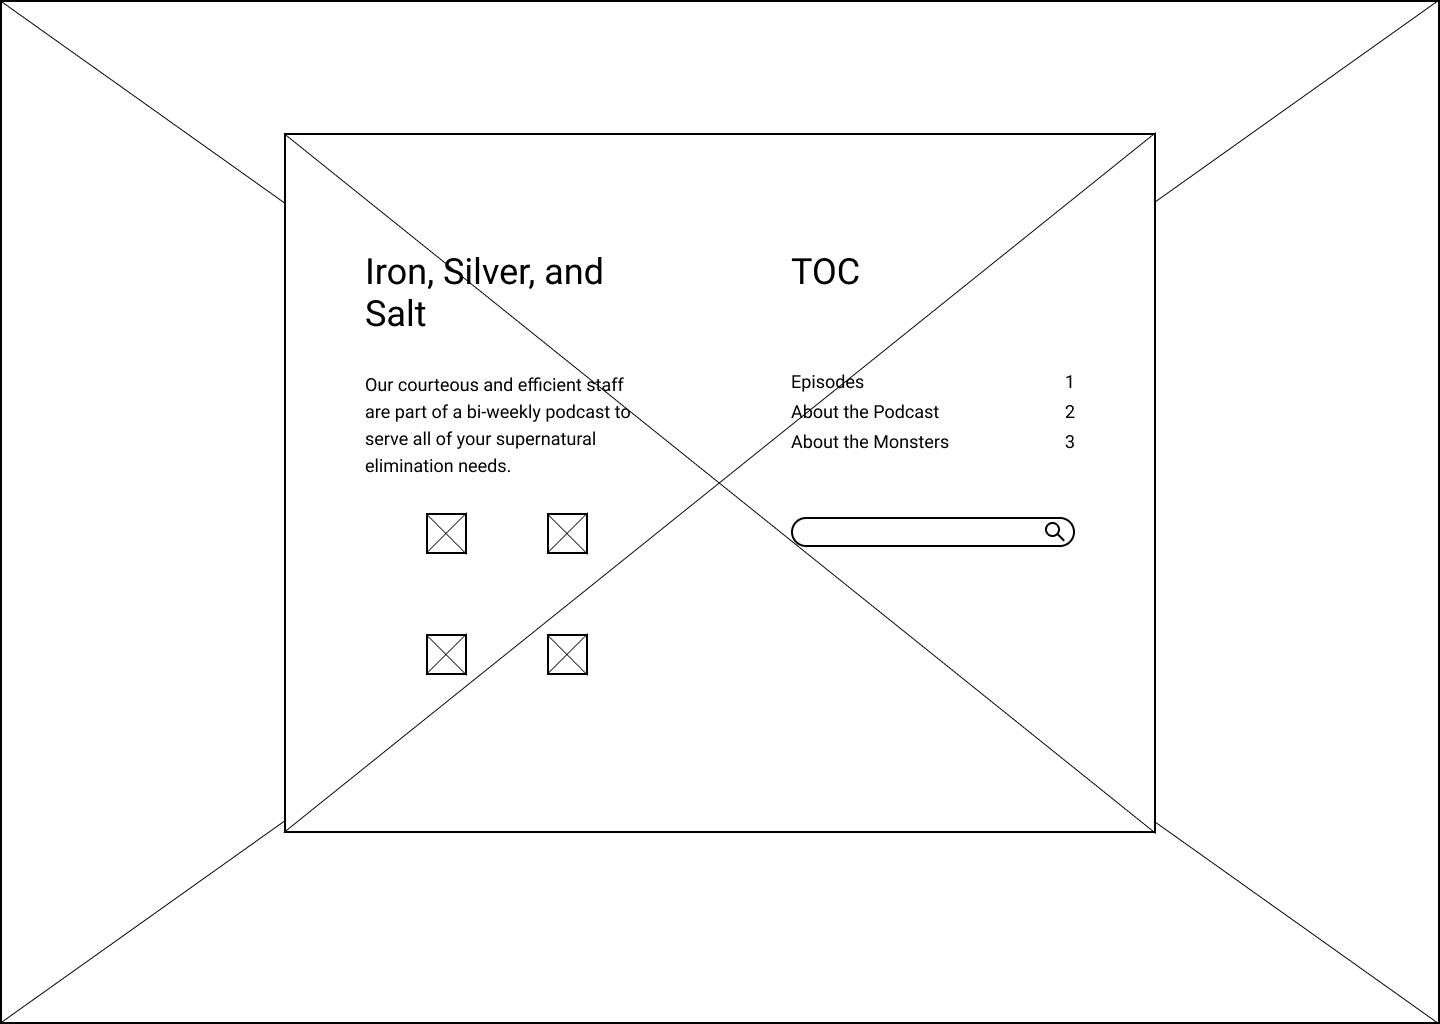 Iron, Silver, and
Salt
Our courteous and efficient staff
are part of a bi-weekly podcast to
serve all of your supernatural
elimination needs.
TOC
Episodes 1
About the Podcast 2
About the Monsters 3